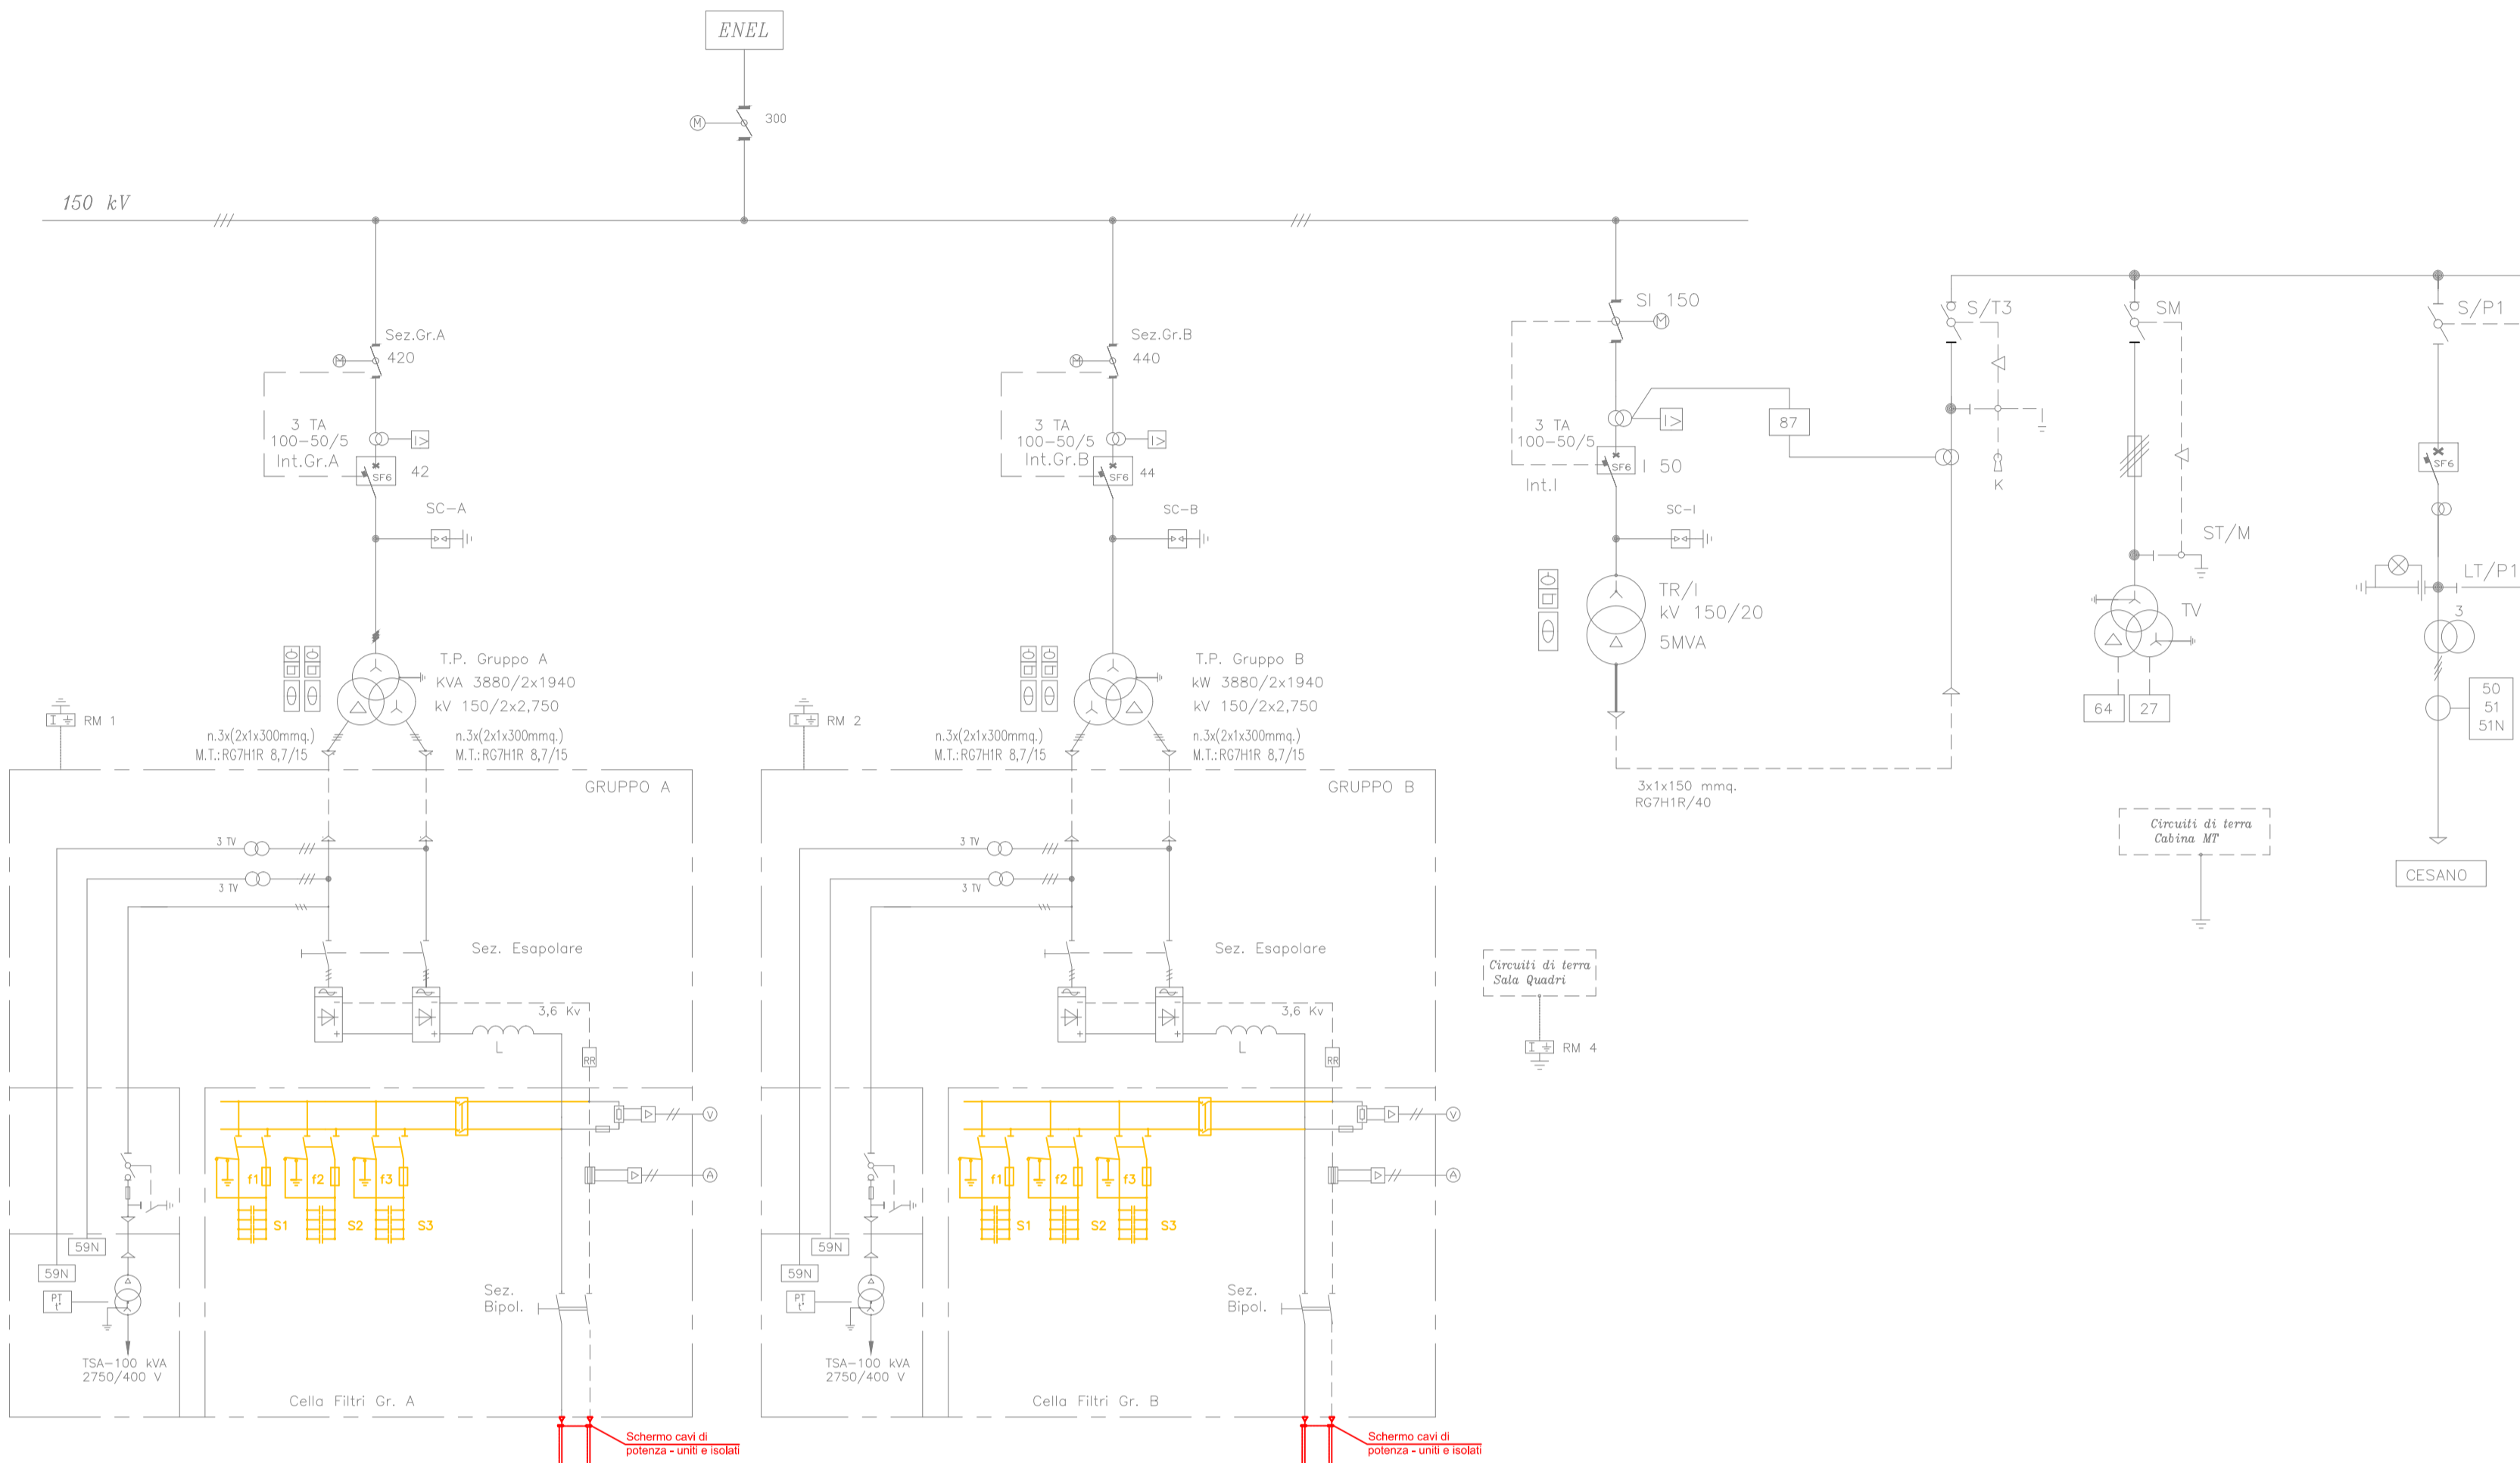 ENEL
M
300
150 kV
Sez.Gr.A
M
420
3 TA
100-50/5
I>
Int.Gr.A
SF6
42
SC-A
T.P. Gruppo A
KVA 3880/2x1940
kV 150/2x2,750
RM 1
n.3x(2x1x300mmq.)
M.T.:RG7H1R 8,7/15
n.3x(2x1x300mmq.)
M.T.:RG7H1R 8,7/15
GRUPPO A
3 TV
3 TV
Sez. Esapolare
3,6 Kv
L
RR
V
A
f1
f2
f3
S1
S2
S3
59N
59N
PT
t°
TSA-100 kVA
2750/400 V
Sez.
Bipol.
Cella Filtri Gr. A
Schermo cavi di
potenza - uniti e isolati
Sez.Gr.B
M
440
3 TA
100-50/5
I>
Int.Gr.B
SF6
44
SC-B
T.P. Gruppo B
kW 3880/2x1940
kV 150/2x2,750
RM 2
n.3x(2x1x300mmq.)
M.T.:RG7H1R 8,7/15
n.3x(2x1x300mmq.)
M.T.:RG7H1R 8,7/15
GRUPPO B
3 TV
3 TV
Sez. Esapolare
3,6 Kv
L
RR
V
A
f1
f2
f3
S1
S2
S3
59N
59N
PT
t°
TSA-100 kVA
2750/400 V
Sez.
Bipol.
Cella Filtri Gr. B
Schermo cavi di
potenza - uniti e isolati
SI 150
M
3 TA
100-50/5
I>
87
SF6
I 50
Int.I
SC-I
TR/I
kV 150/20
5MVA
3x1x150 mmq.
RG7H1R/40
Circuiti di terra
Sala Quadri
RM 4
S/T3
K
SM
ST/M
TV
64
27
Circuiti di terra
Cabina MT
S/P1
SF6
LT/P1
3
50
51
51N
CESANO